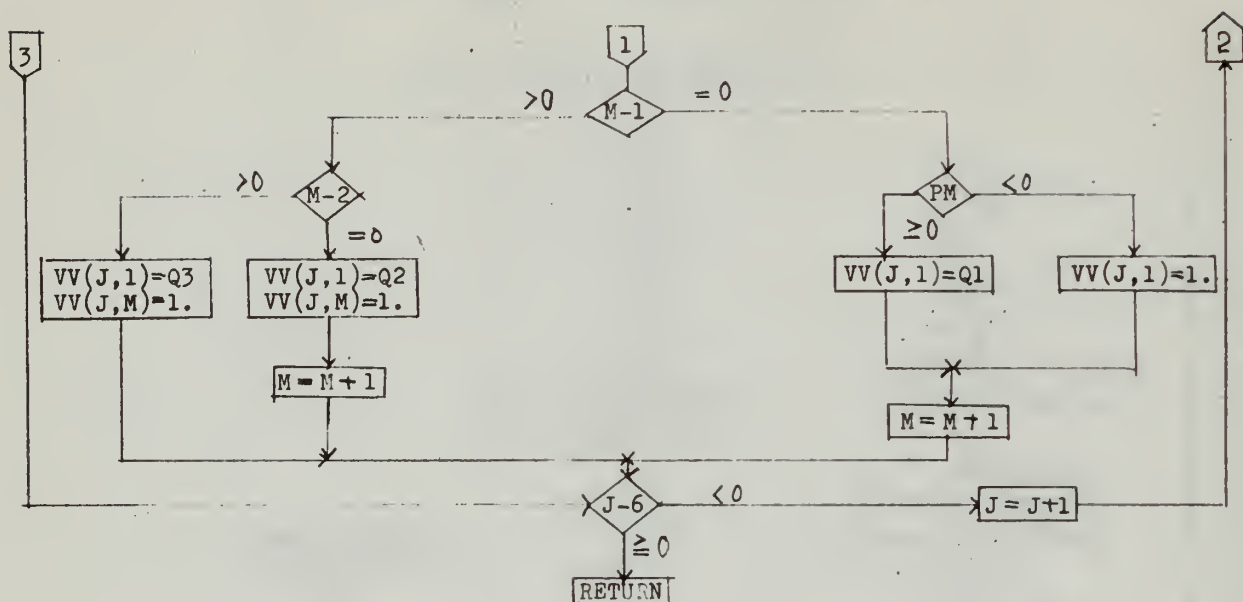 3
1
2
>0
M-1
=0
>0
M-2
=0
PM
<0
≥0
VV(J,1)=Q3
VV(J,M)=1.
VV(J,1)=Q2
VV(J,M)=1.
VV(J,1)=Q1
VV(J,1)=1.
M=M+1
M=M+1
J-6
<0
J=J+1
≥0
RETURN